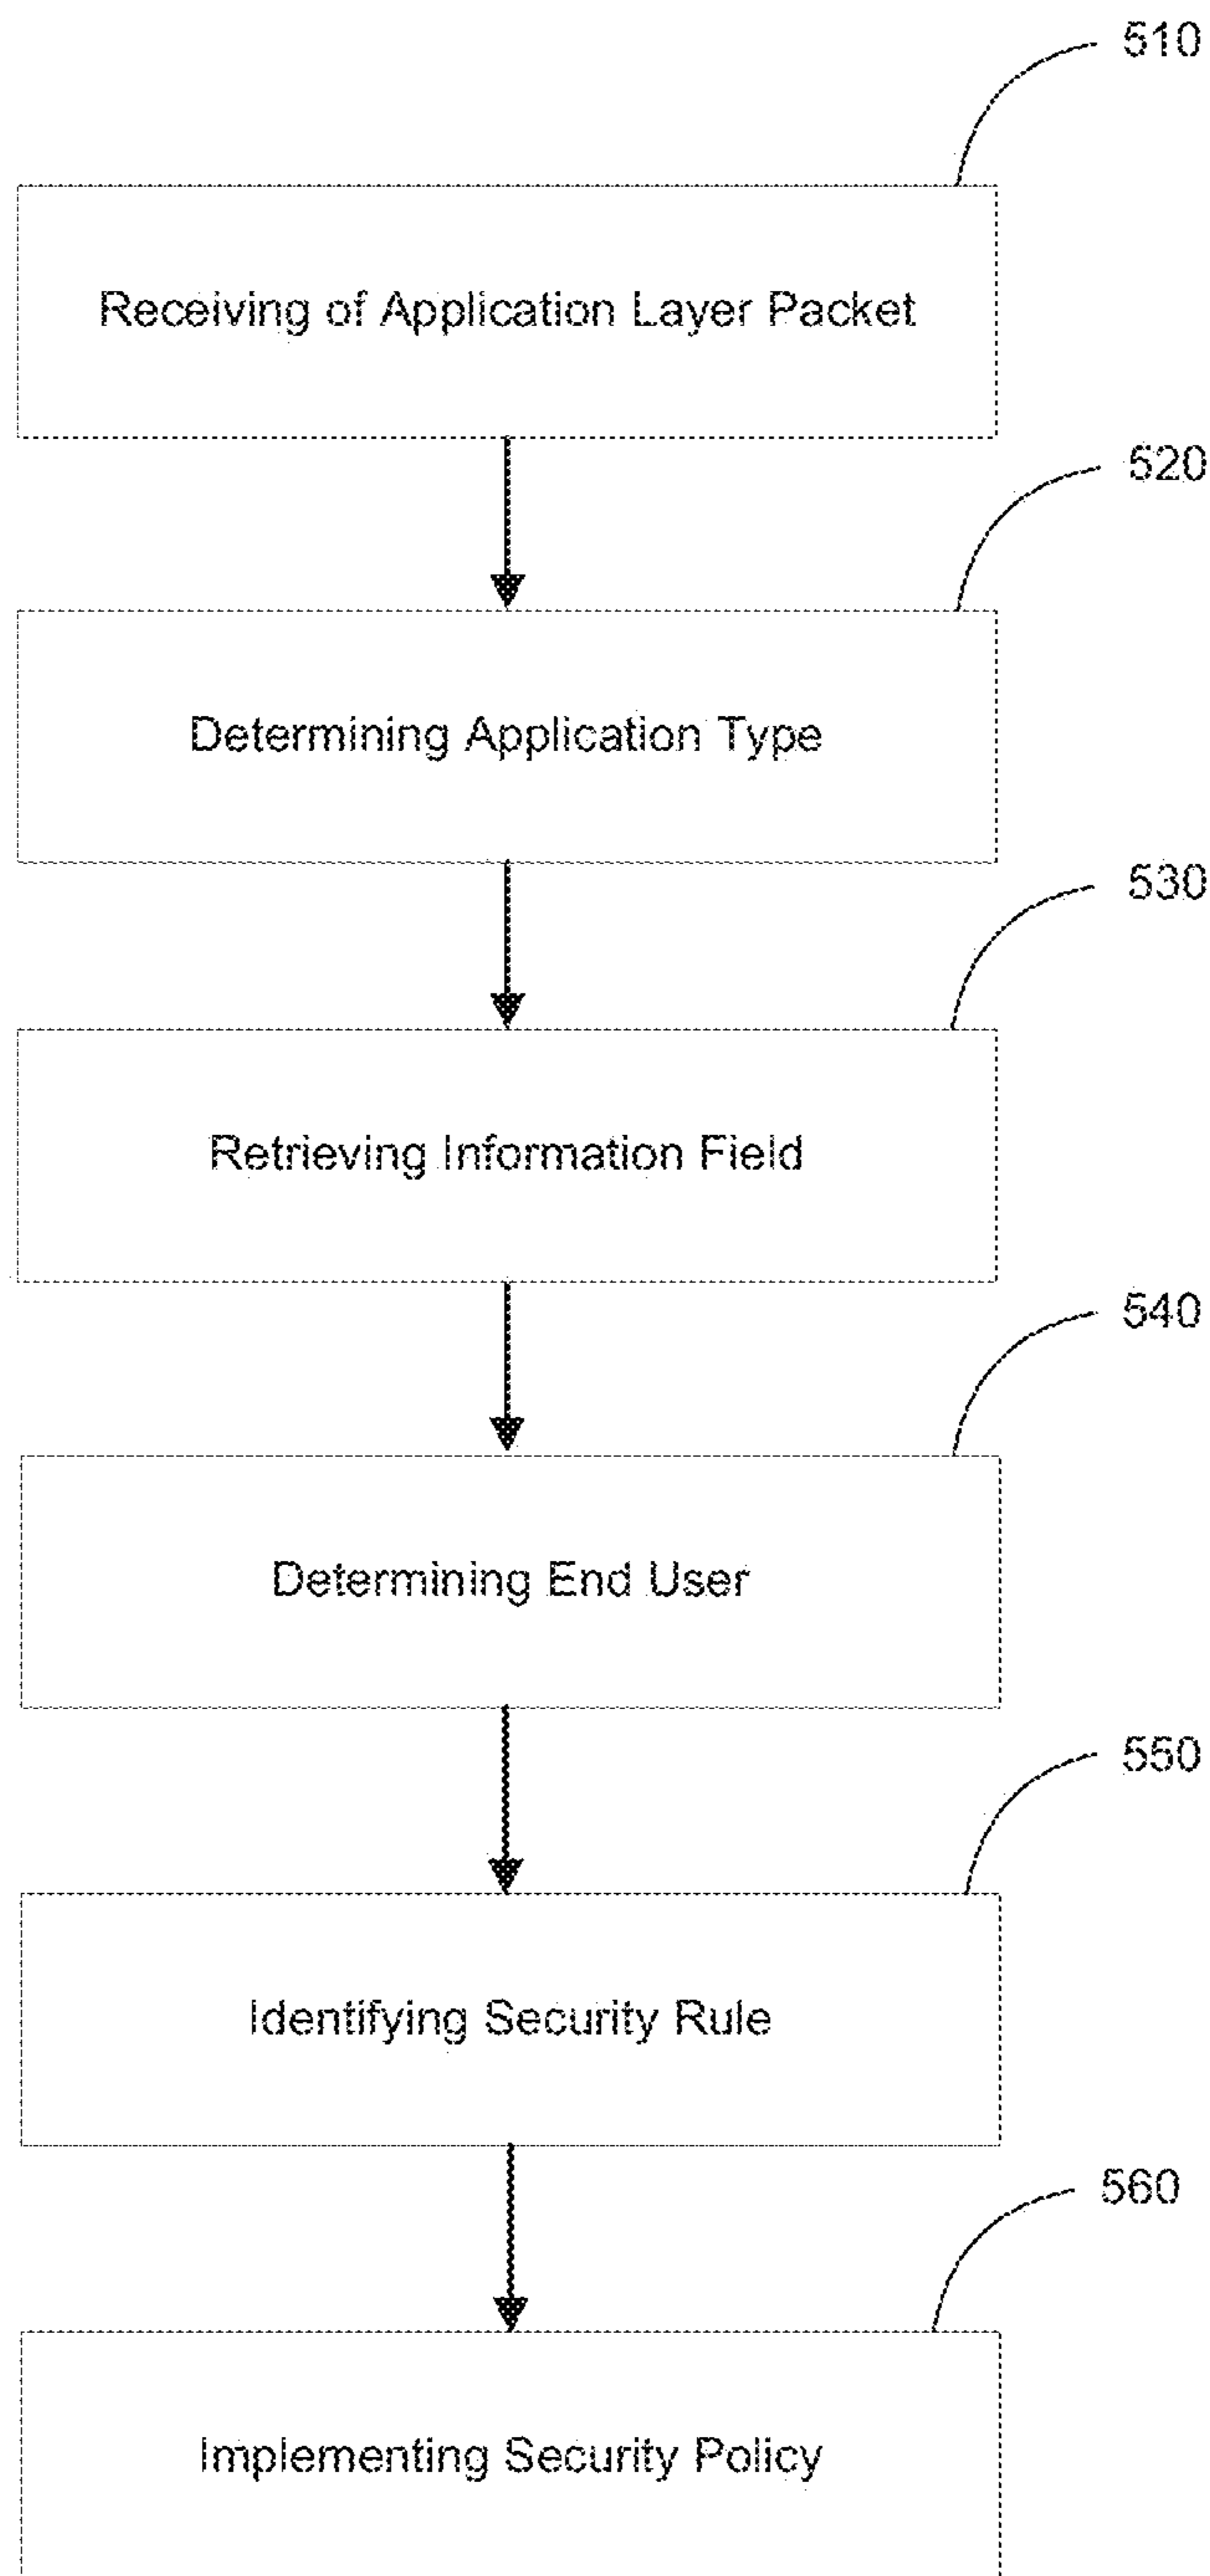 510
Receiving of Application Layer Packet
520
Determining Application Type
530
Retrieving Information Field
540
Determining End User
550
Identifying Security Rule
560
Implementing Security Policy